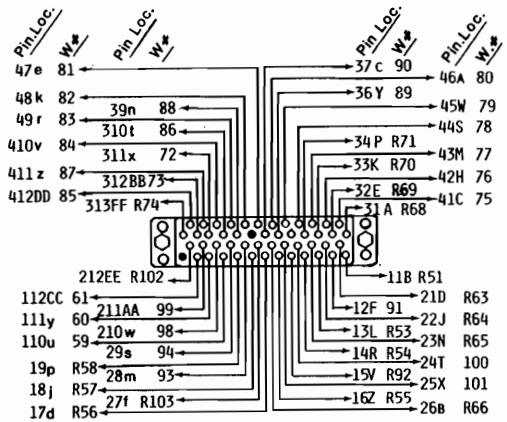 Pin Loc. W# Pin Loc. W# Pin Loc. W# Pin Loc. W.#
47e 81 37c 90 46A 80
48k 82 36Y 89
39n 88 45W 79
49r 83 44S 78
310t 86 34P R71
410v 84 43M 77
311x 72 33K R70
411z 87 42H 76
312BB 73 32E R69
412DD 85 41C 75
313FF R74 31A R68
212EE R102 11B R51
112CC 61 21D R63
211AA 99 12F 91
111y 60 22J R64
210w 98 13L R53
110u 59 23N R65
29s 94 14R R54
19p R58 24T 100
28m 93 15V R92
18j R57 25X 101
27f R103 16Z R55
17d R56 26B R66